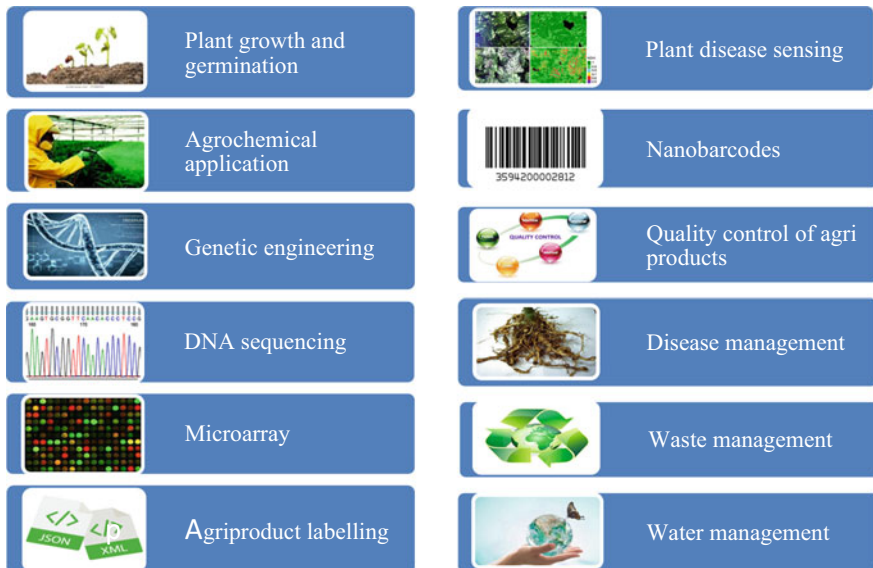 Plant growth and
germination
Agrochemical
application
Genetic engineering
DNA sequencing
Microarray
</>
JSON
</>
XML
p
Agriproduct labelling
Plant disease sensing
3594200002812
Nanobarcodes
QUALITY CONTROL
Quality control of agri
products
Disease management
Waste management
Water management